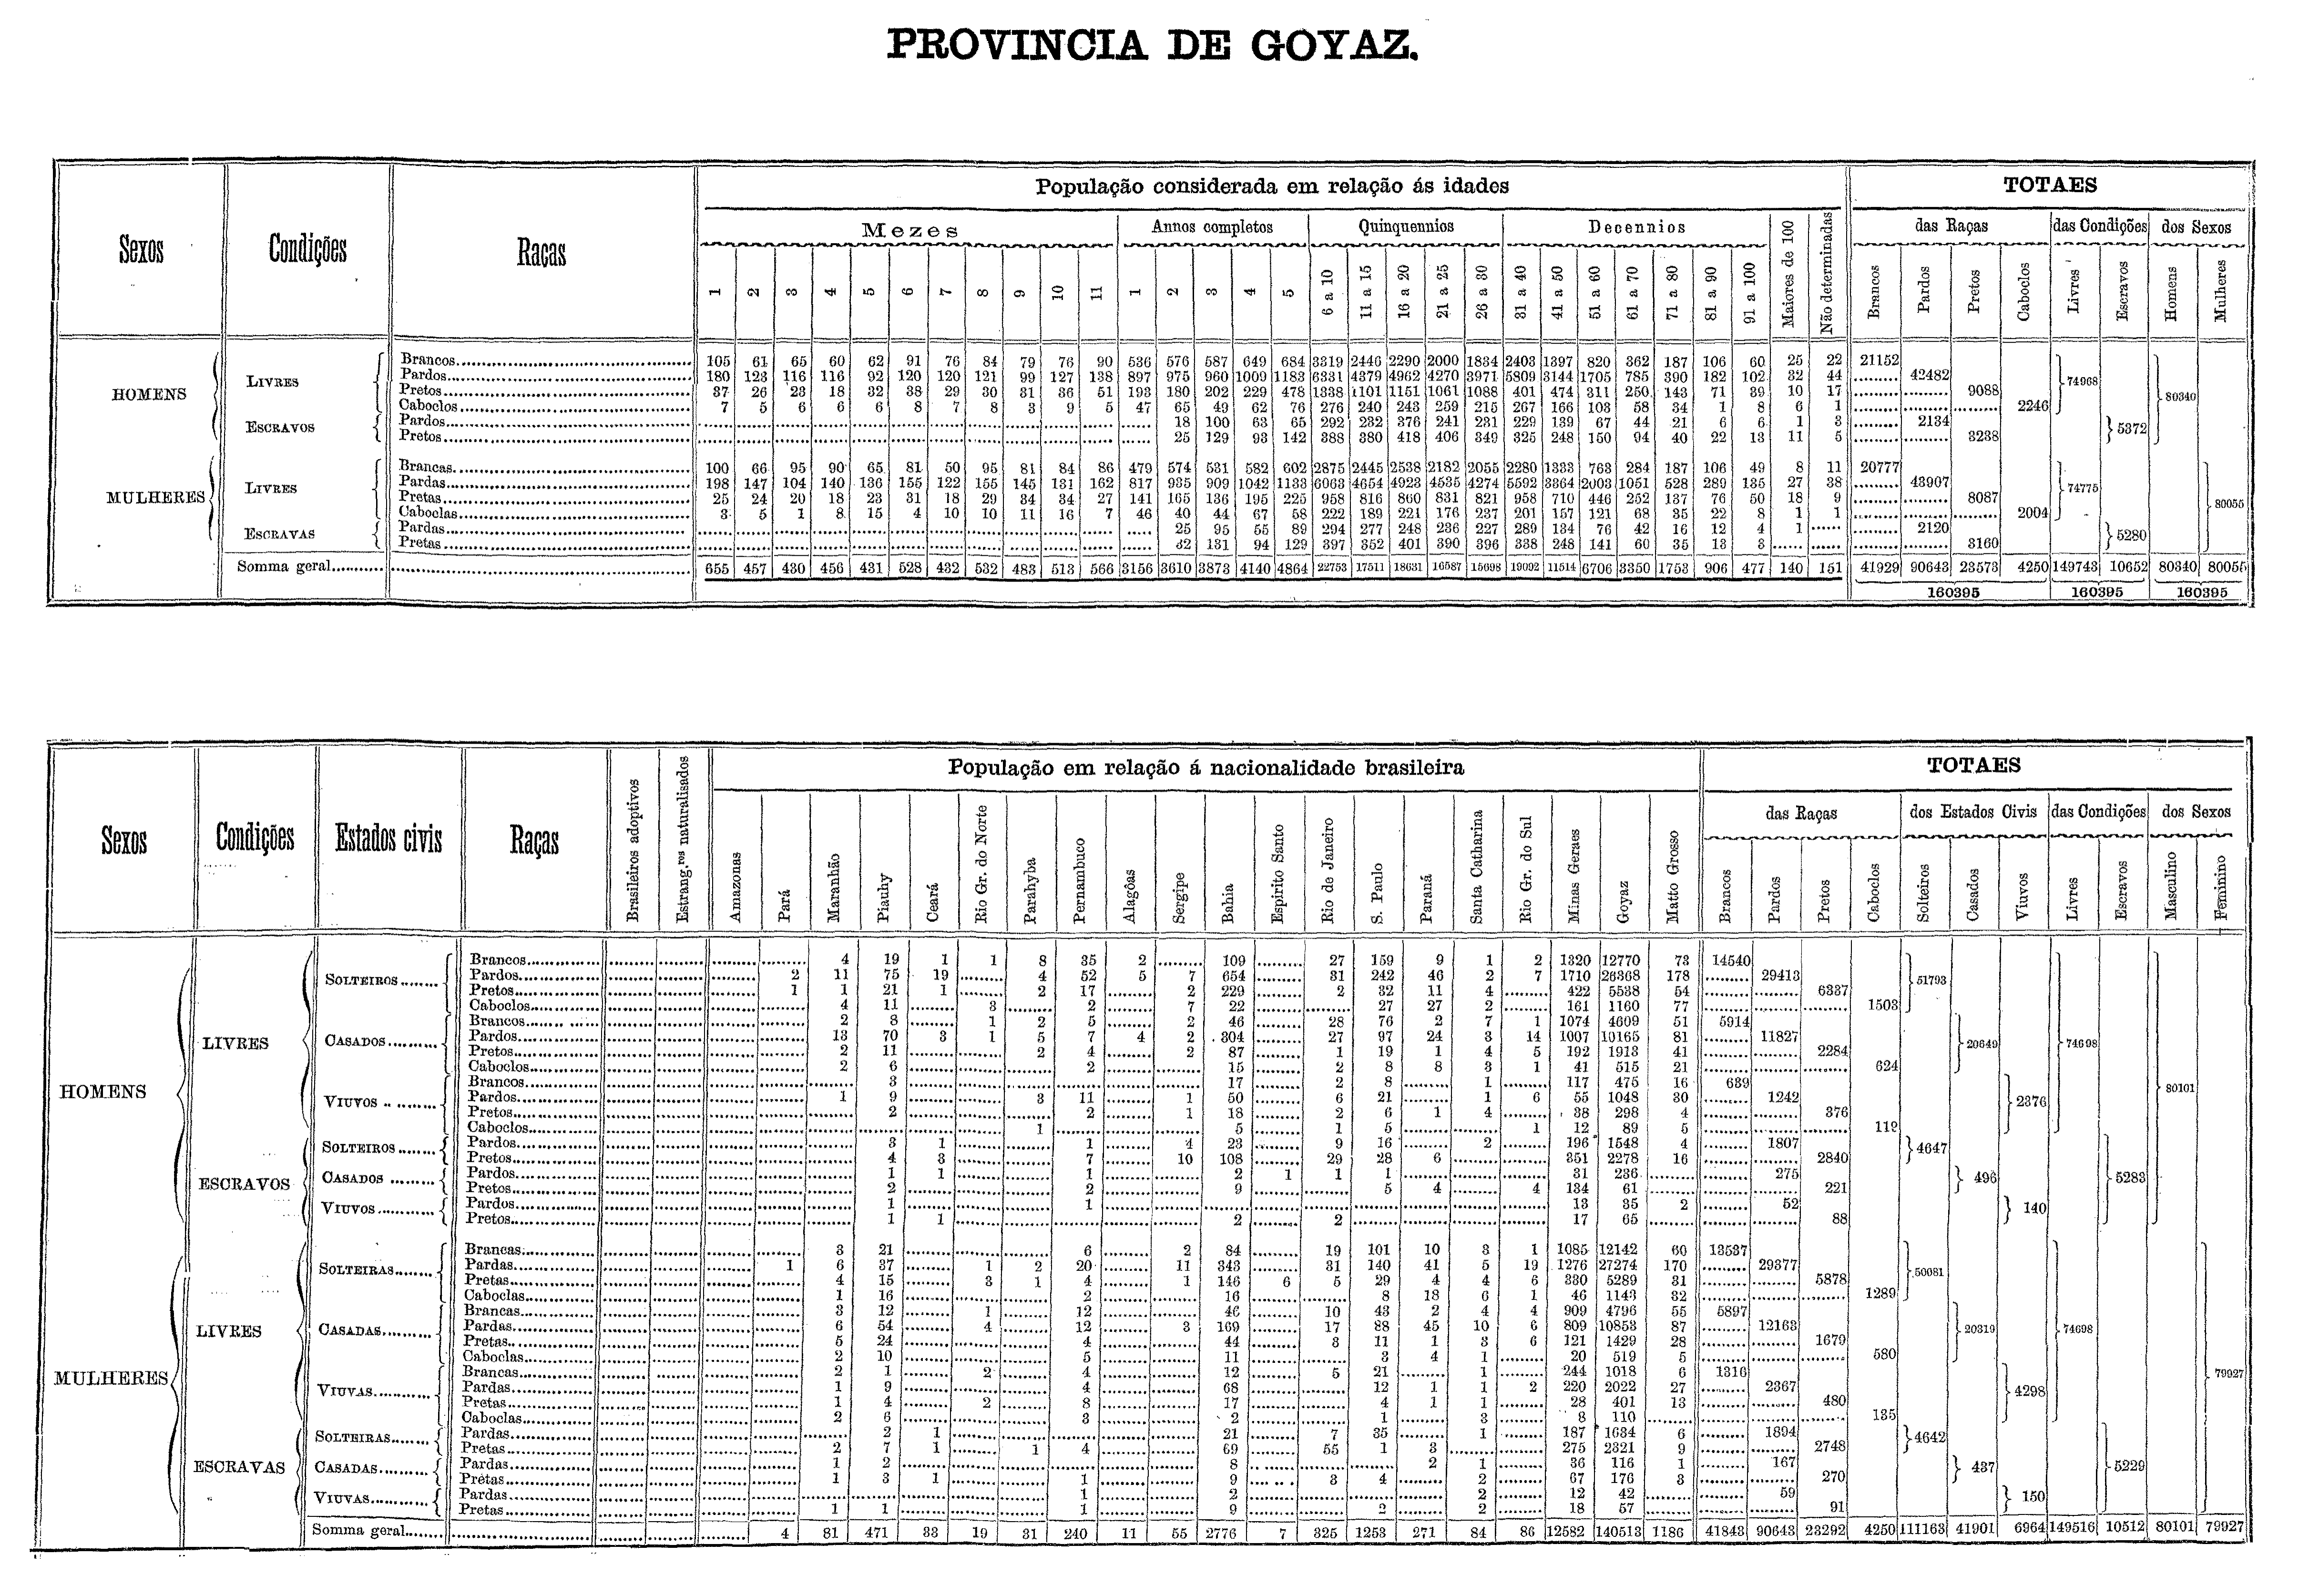 PROVINCIA DE GOYAZ.
Sexos Condições Raças População considerada em relação ás idades TOTAES
Mezes Annos completos Quinquennios Decennios Maiores de 100 Não determinadas das Raças das Condições dos Sexos
1 2 3 4 5 6 7 8 9 10 11 1 2 3 4 5 6 a 10 11 a 15 16 a 20 21 a 25 26 a 30 31 a 40 41 a 50 51 a 60 61 a 70 71 a 80 81 a 90 91 a 100 Brancos Pardos Pretos Caboclos Livres Escravos Homens Mulheres
HOMENS LIVRES Brancos 105 61 65 60 62 91 76 84 79 76 90 536 576 587 649 684 3319 2446 2290 2000 1834 2403 1397 820 362 187 106 60 25 22 21152
Pardos 180 123 116 116 92 120 120 121 99 127 138 897 975 960 1009 1183 6331 4379 4962 4270 3971 5809 3144 1705 785 390 182 102 32 44 42482
Pretos 37 26 23 18 32 38 29 30 31 36 51 193 180 202 229 478 1338 1101 1151 1061 1088 401 474 311 250 143 71 39 10 17 9088
Caboclos 7 5 6 6 6 8 7 8 3 9 5 47 65 49 62 76 276 240 243 259 215 267 166 103 58 34 1 8 6 1 2246 74968 80340
ESCRAVOS Pardos 18 100 63 65 292 232 376 241 231 229 139 67 44 21 6 6 1 3 2134
Pretos 25 129 93 142 388 380 418 406 349 325 248 150 94 40 22 13 11 5 3238 5372
MULHERES LIVRES Brancas 100 66 95 90 65 81 50 95 81 84 86 479 574 531 582 602 2875 2445 2538 2182 2055 2280 1333 763 284 187 106 49 8 11 20777
Pardas 198 147 104 140 136 155 122 155 145 131 162 817 935 909 1042 1133 6063 4654 4923 4535 4274 5592 3364 2003 1051 528 289 135 27 38 43907
Pretas 25 24 20 18 23 31 18 29 34 34 27 141 165 136 195 225 958 816 860 831 821 958 710 446 252 137 76 50 18 9 8087
Caboclas 3 5 1 8 15 4 10 10 11 16 7 46 40 44 67 58 222 189 221 176 237 201 157 121 68 35 22 8 1 1 2004 74775 80055
ESCRAVAS Pardas 25 95 55 89 294 277 248 236 227 289 134 76 42 16 12 4 1 2120
Pretas 32 131 94 129 397 352 401 390 396 338 248 141 60 35 13 3 3160 5280
Somma geral 655 457 430 456 431 528 432 532 483 513 566 3156 3610 3873 4140 4864 22753 17511 18631 16587 15698 19092 11514 6706 3350 1753 906 477 140 151 41929 90643 23573 4250 149743 10652 80340 80055
160395 160395 160395
Sexos Condições Estados civis Raças Brasileiros adoptivos Estrang.ros naturalisados População em relação á nacionalidade brasileira TOTAES
das Raças dos Estados Civis das Condições dos Sexos
Amazonas Pará Maranhão Piauhy Ceará Rio Gr. do Norte Parahyba Pernambuco Alagôas Sergipe Bahia Espirito Santo Rio de Janeiro S. Paulo Paraná Santa Catharina Rio Gr. do Sul Minas Geraes Goyaz Matto Grosso Brancos Pardos Pretos Caboclos Solteiros Casados Viuvos Livres Escravos Masculino Feminino
HOMENS LIVRES SOLTEIROS Brancos 4 19 1 1 8 35 2 109 27 159 9 1 2 1320 12770 73 14540
Pardos 2 11 75 19 4 52 5 7 654 31 242 46 2 7 1710 26368 178 29413
Pretos 1 1 21 1 2 17 2 229 2 32 11 4 422 5538 54 6337
Caboclos 4 11 3 2 7 22 27 27 2 161 1160 77 1503 51793
CASADOS Brancos 2 8 1 2 5 2 46 28 76 2 7 1 1074 4609 51 5914
Pardos 13 70 3 1 5 7 4 2 304 27 97 24 3 14 1007 10165 81 11827
Pretos 2 11 2 4 2 87 1 19 1 4 5 192 1913 41 2284
Caboclos 2 6 2 15 2 8 8 3 1 41 515 21 624 20649 74698
VIUVOS Brancos 3 17 2 8 1 117 475 16 639
Pardos 1 9 3 11 1 50 6 21 1 6 55 1048 30 1242
Pretos 2 2 1 18 2 6 1 4 38 298 4 376
Caboclos 1 5 1 5 1 12 89 5 112 2376 80101
ESCRAVOS SOLTEIROS Pardos 3 1 1 4 23 9 16 2 196 1548 4 1807
Pretos 4 3 7 10 108 29 28 6 351 2278 16 2840 4647
CASADOS Pardos 1 1 1 2 1 1 1 31 236 275
Pretos 2 2 9 5 4 4 134 61 221 496 5283
VIUVOS Pardos 1 1 13 35 2 52
Pretos 1 1 2 2 17 65 88 140
MULHERES LIVRES SOLTEIRAS Brancas 3 21 6 2 84 19 101 10 3 1 1085 12142 60 13537
Pardas 1 6 37 1 2 20 11 343 31 140 41 5 19 1276 27274 170 29377
Pretas 4 15 3 1 4 1 146 6 5 29 4 4 6 330 5289 31 5878
Caboclas 1 16 2 16 8 18 6 1 46 1143 32 1289 50081
CASADAS Brancas 3 12 1 12 46 10 43 2 4 4 909 4796 55 5897
Pardas 6 54 4 12 3 169 17 88 45 10 6 809 10853 87 12163
Pretas 5 24 4 44 3 11 1 3 6 121 1429 28 1679
Caboclas 2 10 5 11 3 4 1 20 519 5 580 20319 74698
VIUVAS Brancas 2 1 2 4 12 5 21 1 244 1018 6 1316
Pardas 1 9 4 68 12 1 1 2 220 2022 27 2367
Pretas 1 4 2 8 17 4 1 1 28 401 13 480
Caboclas 2 6 3 2 1 3 8 110 135 4298 79927
ESCRAVAS SOLTEIRAS Pardas 2 1 21 7 35 1 187 1634 6 1894
Pretas 2 7 1 1 4 69 55 1 3 275 2321 9 2748 4642
CASADAS Pardas 1 2 8 2 1 36 116 1 167
Pretas 1 3 1 1 9 3 4 2 67 176 3 270 437 5229
VIUVAS Pardas 1 2 2 12 42 59
Pretas 1 1 1 9 2 2 18 57 91 150
Somma geral 4 81 471 33 19 31 240 11 55 2776 7 325 1253 271 84 86 12582 140513 1186 41843 90643 23292 4250 111163 41901 6964 149516 10512 80101 79927